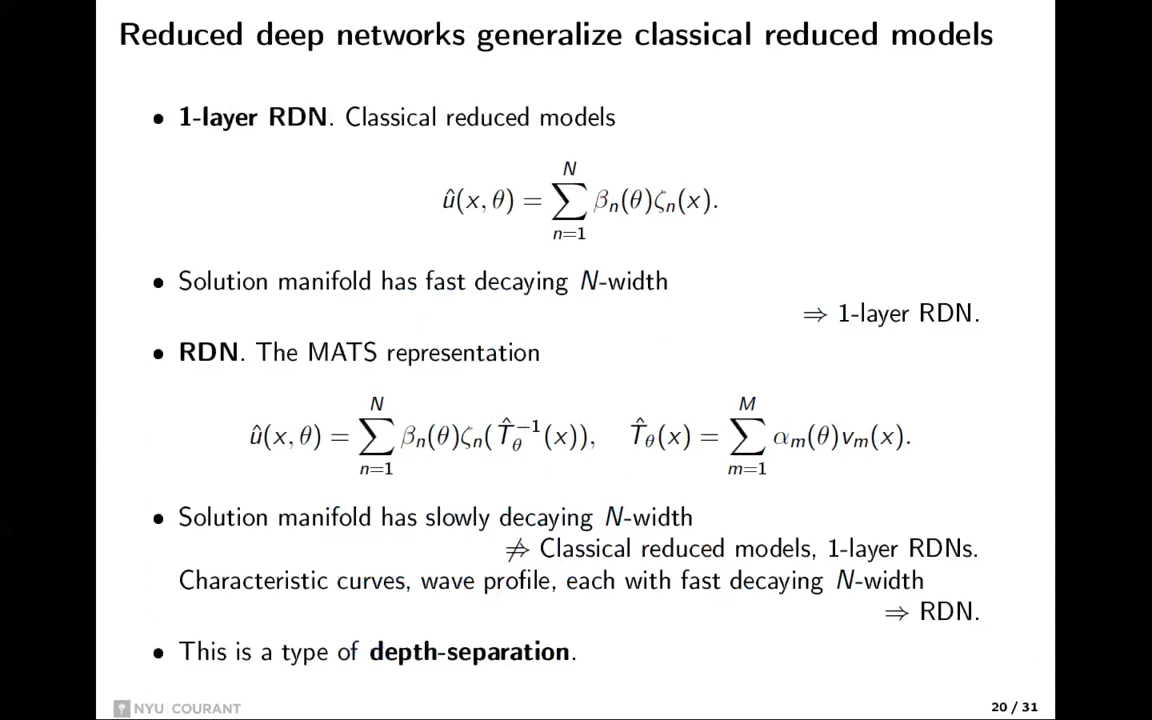 Reduced deep networks generalize classical reduced models
• 1-layer RDN. Classical reduced models
û(x, θ) = ∑_{n=1}^{N} β_n(θ)ζ_n(x).
• Solution manifold has fast decaying N-width
⇒ 1-layer RDN.
• RDN. The MATS representation
û(x, θ) = ∑_{n=1}^{N} β_n(θ)ζ_n(T̂_θ^{-1}(x)), T̂_θ(x) = ∑_{m=1}^{M} α_m(θ)v_m(x).
• Solution manifold has slowly decaying N-width
⇏ Classical reduced models, 1-layer RDNs.
Characteristic curves, wave profile, each with fast decaying N-width
⇒ RDN.
• This is a type of depth-separation.
NYU COURANT
20 / 31